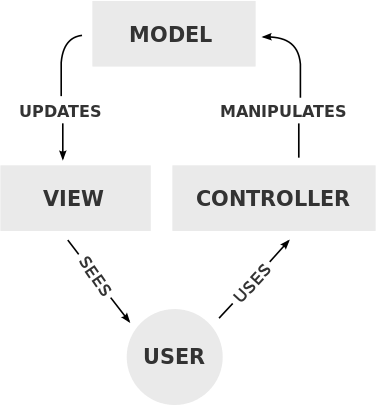 MODEL
UPDATES
MANIPULATES
VIEW
CONTROLLER
SEES
USES
USER